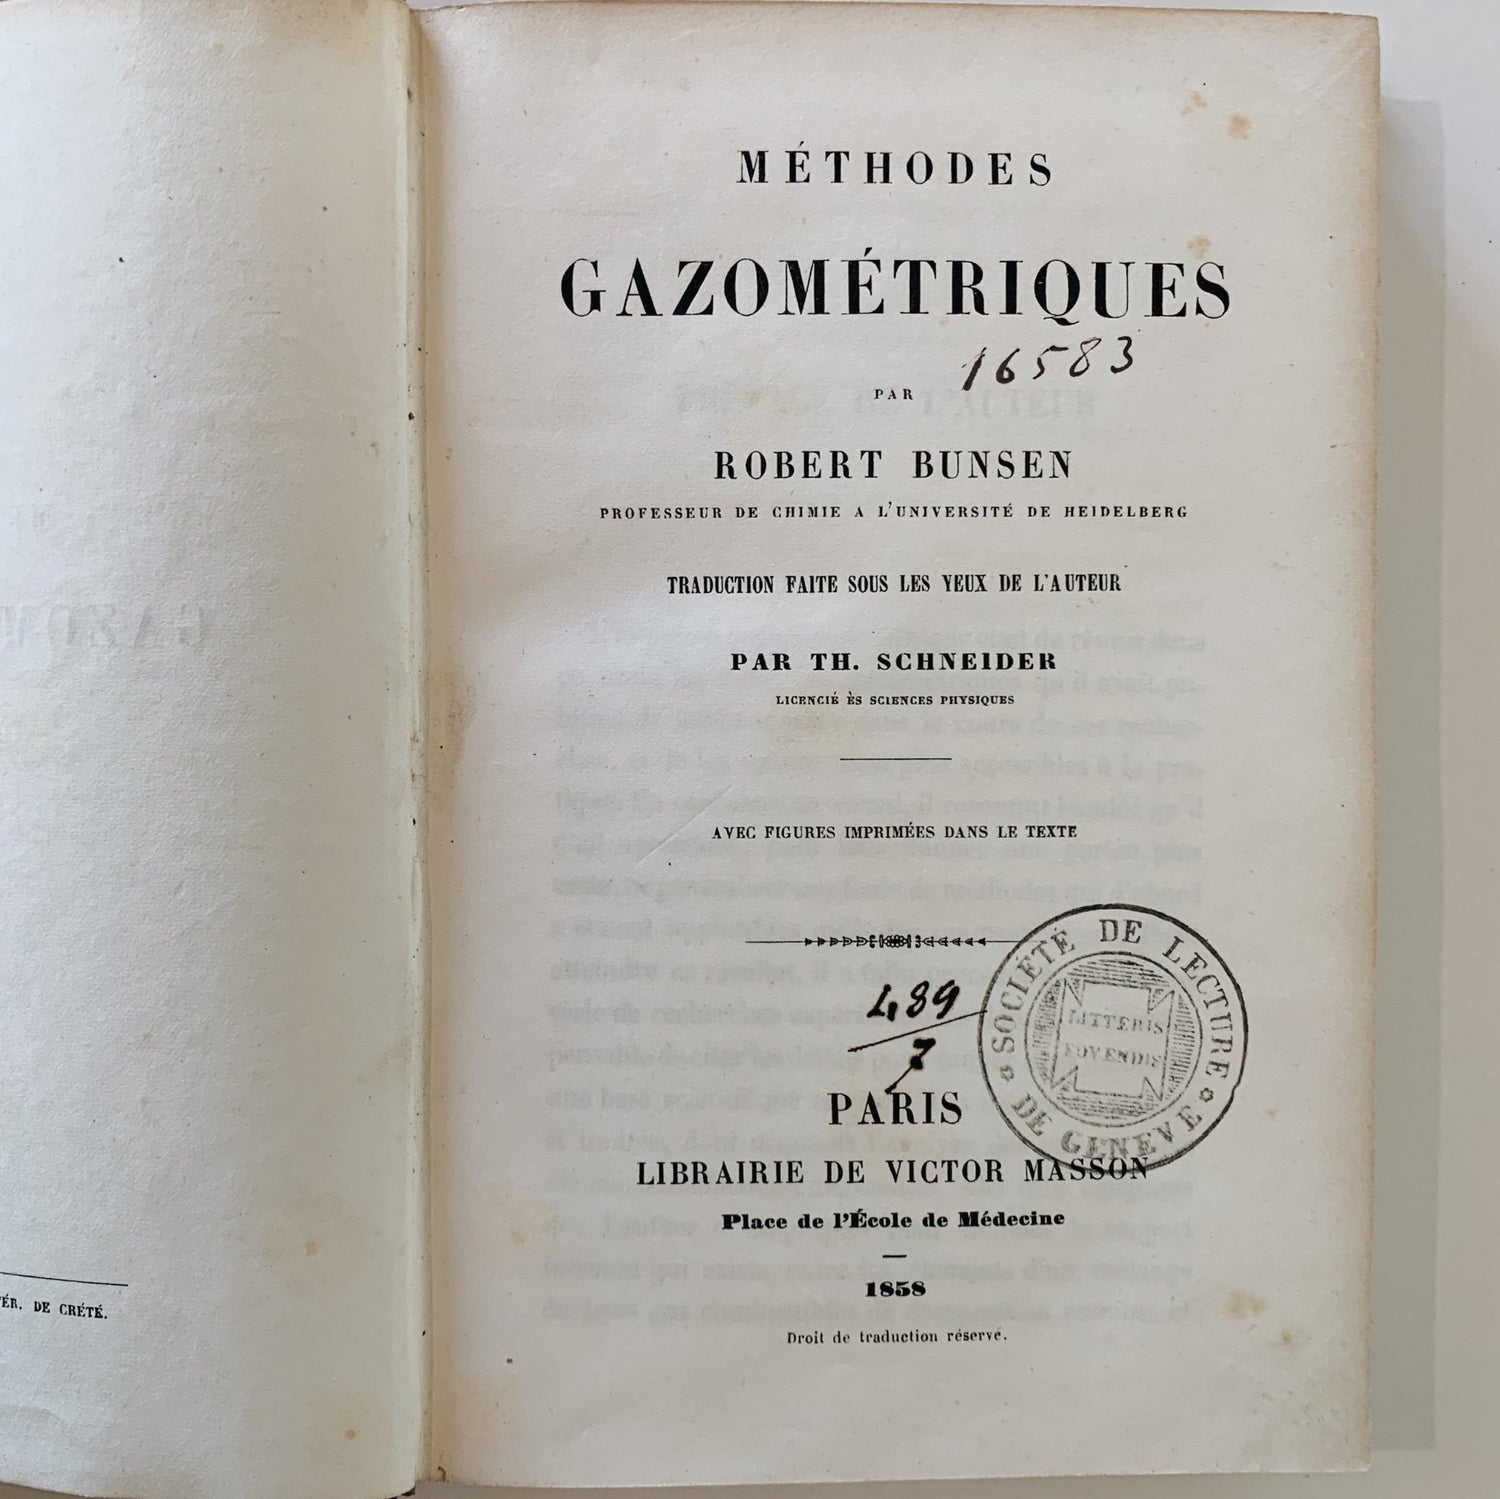 MÉTHODES
GAZOMÉTRIQUES
16583
PAR
ROBERT BUNSEN
PROFESSEUR DE CHIMIE A L'UNIVERSITÉ DE HEIDELBERG
TRADUCTION FAITE SOUS LES YEUX DE L'AUTEUR
PAR TH. SCHNEIDER
LICENCIÉ ÈS SCIENCES PHYSIQUES
AVEC FIGURES IMPRIMÉES DANS LE TEXTE
SOCIÉTÉ DE LECTURE
DE GENEVE
LITTERIS
FOVENDIS
489
7
PARIS
LIBRAIRIE DE VICTOR MASSON
Place de l'École de Médecine
1858
Droit de traduction réservé.
DE CRÉTÉ.